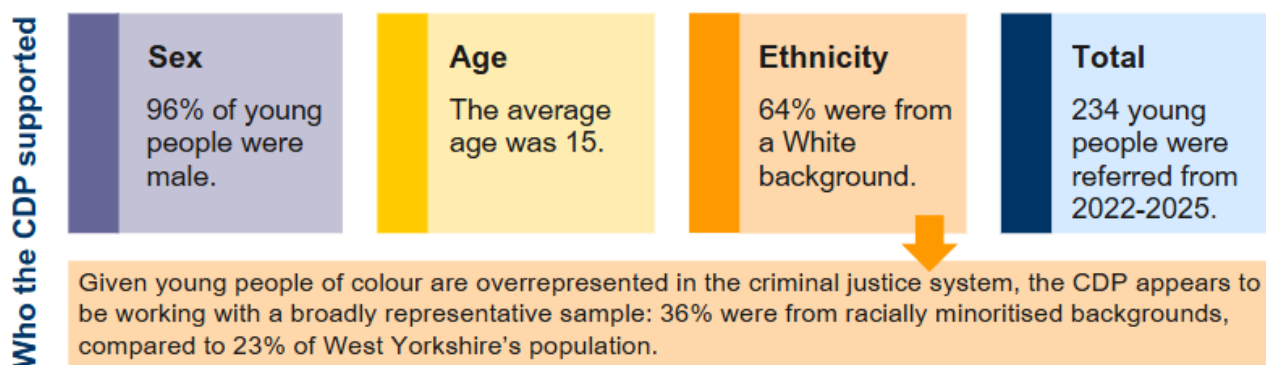 Who the CDP supported
Sex
96% of young
people were
male.
Age
The average
age was 15.
Ethnicity
64% were from
a White
background.
Total
234 young
people were
referred from
2022-2025.
Given young people of colour are overrepresented in the criminal justice system, the CDP appears to
be working with a broadly representative sample: 36% were from racially minoritised backgrounds,
compared to 23% of West Yorkshire’s population.